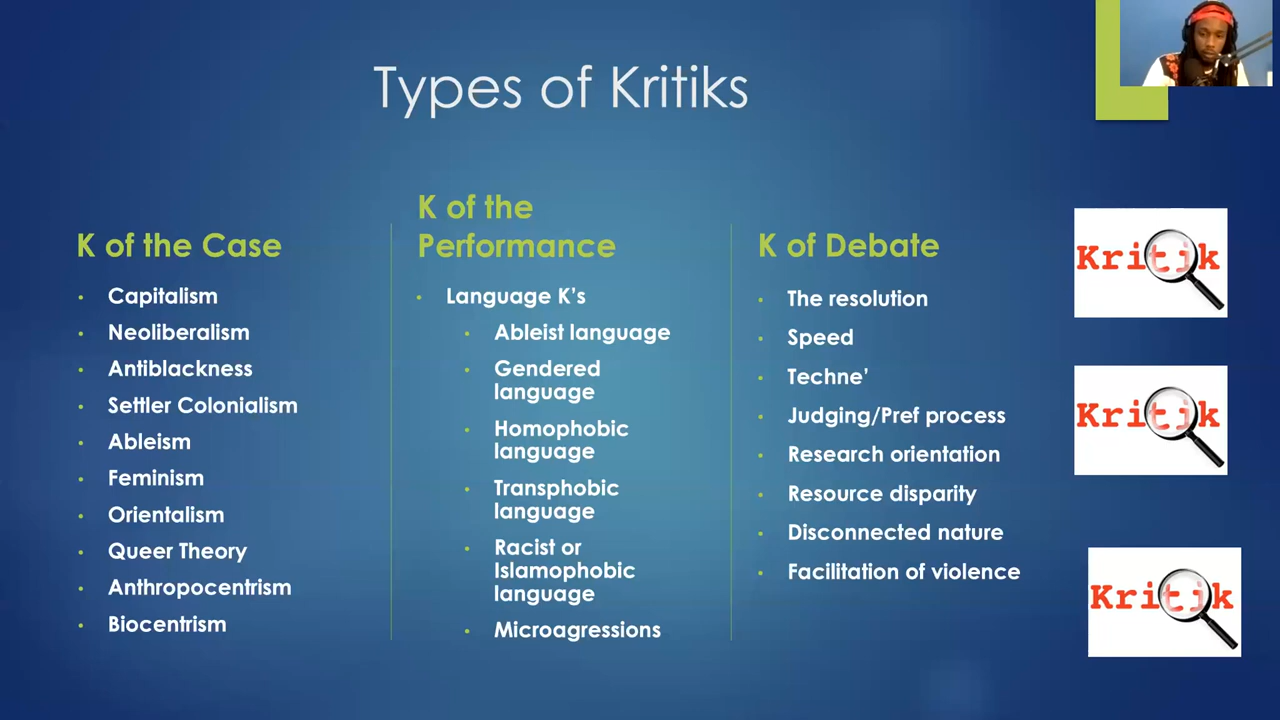 Types of Kritiks
K of the Case
Capitalism
Neoliberalism
Antiblackness
Settler Colonialism
Ableism
Feminism
Orientalism
Queer Theory
Anthropocentrism
Biocentrism
K of the
Performance
Language K's
Ableist language
Gendered
language
Homophobic
language
Transphobic
language
Racist or
Islamophobic
language
Microagressions
K of Debate
The resolution
Speed
Techne'
Judging/Pref process
Research orientation
Resource disparity
Disconnected nature
Facilitation of violence
Kritik
Kritik
Kritik